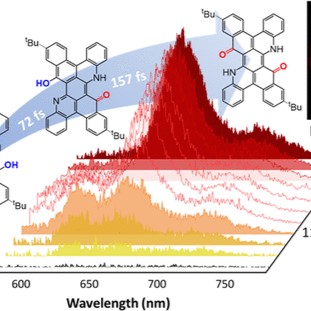 ᵗBu
ᵗBu
HO
NH
O
NH
N
O
O
HN
157 fs
72 fs
OH
ᵗBu
ᵗBu
ᵗBu
600 650 700 750
Wavelength (nm)